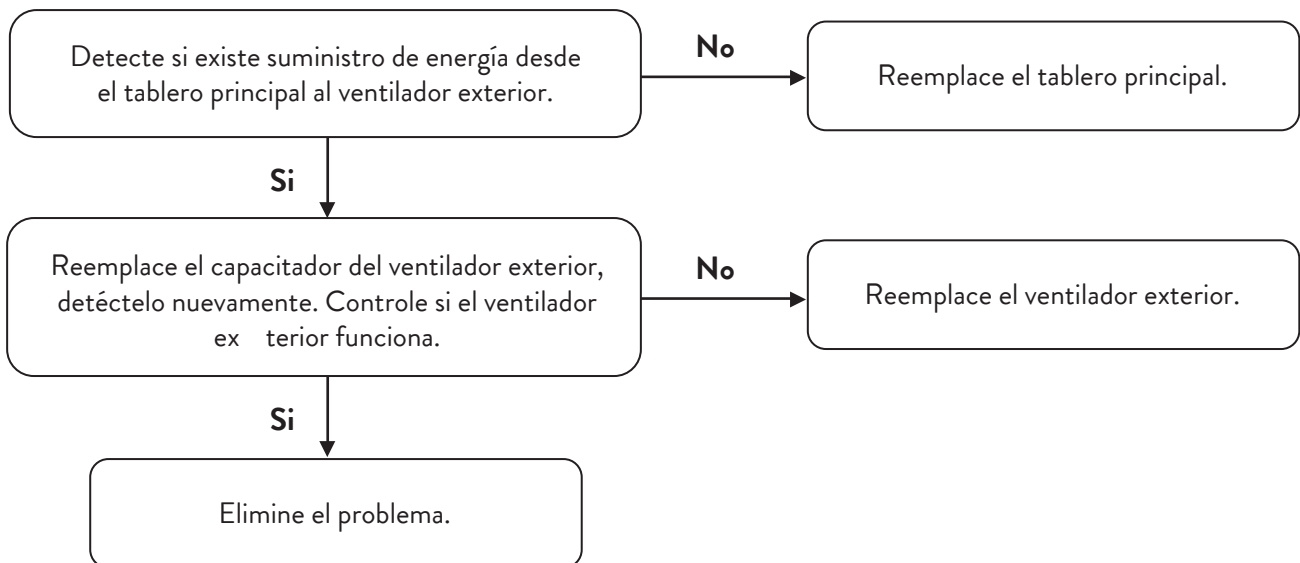 Detecte si existe suministro de energía desde
el tablero principal al ventilador exterior.
No
Reemplace el tablero principal.
Si
Reemplace el capacitador del ventilador exterior,
detéctelo nuevamente. Controle si el ventilador
ex terior funciona.
No
Reemplace el ventilador exterior.
Si
Elimine el problema.